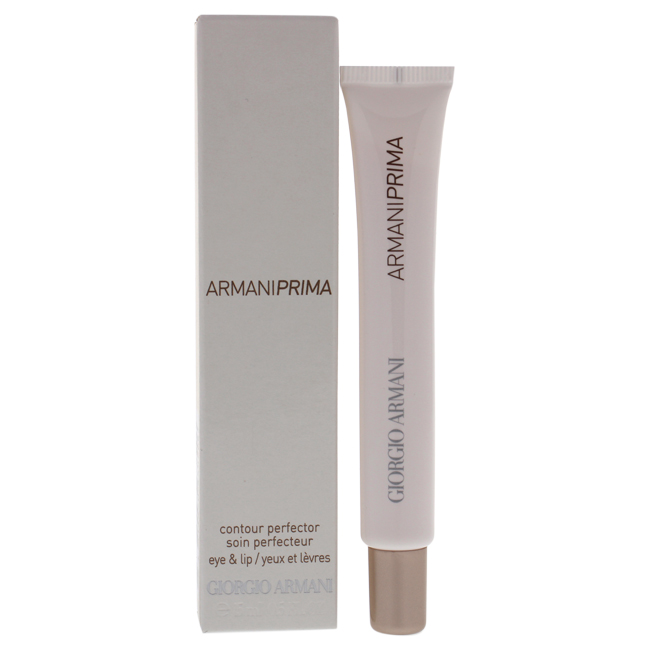 ARMANIPRIMA
contour perfector
soin perfecteur
eye & lip / yeux et lèvres
GIORGIO ARMANI
ARMANIPRIMA
GIORGIO ARMANI